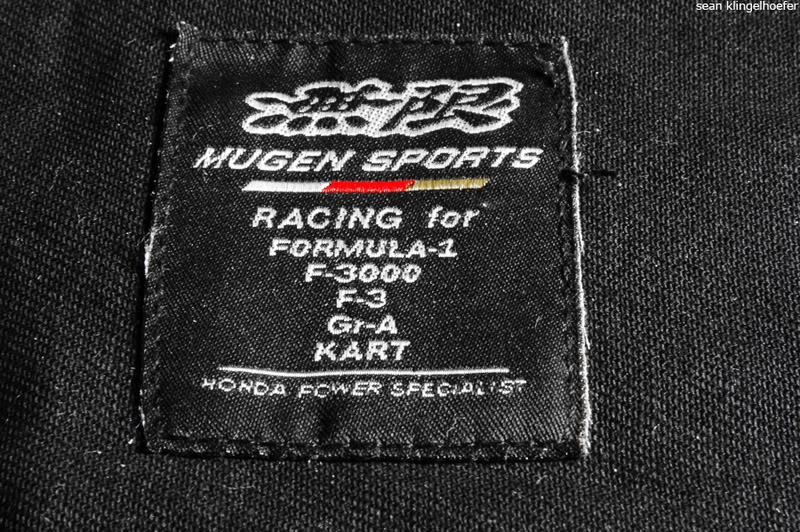 sean klingelhoefer
無限
MUGEN SPORTS
RACING for
FORMULA-1
F-3000
F-3
Gr-A
KART
HONDA POWER SPECIALIST